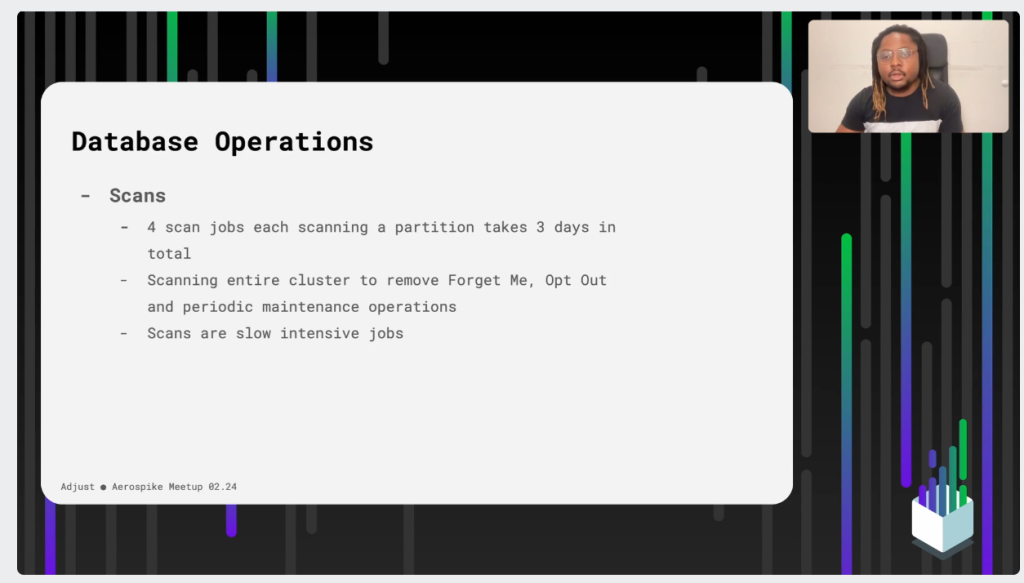 Database Operations
- Scans
- 4 scan jobs each scanning a partition takes 3 days in
total
- Scanning entire cluster to remove Forget Me, Opt Out
and periodic maintenance operations
- Scans are slow intensive jobs
Adjust ● Aerospike Meetup 02.24